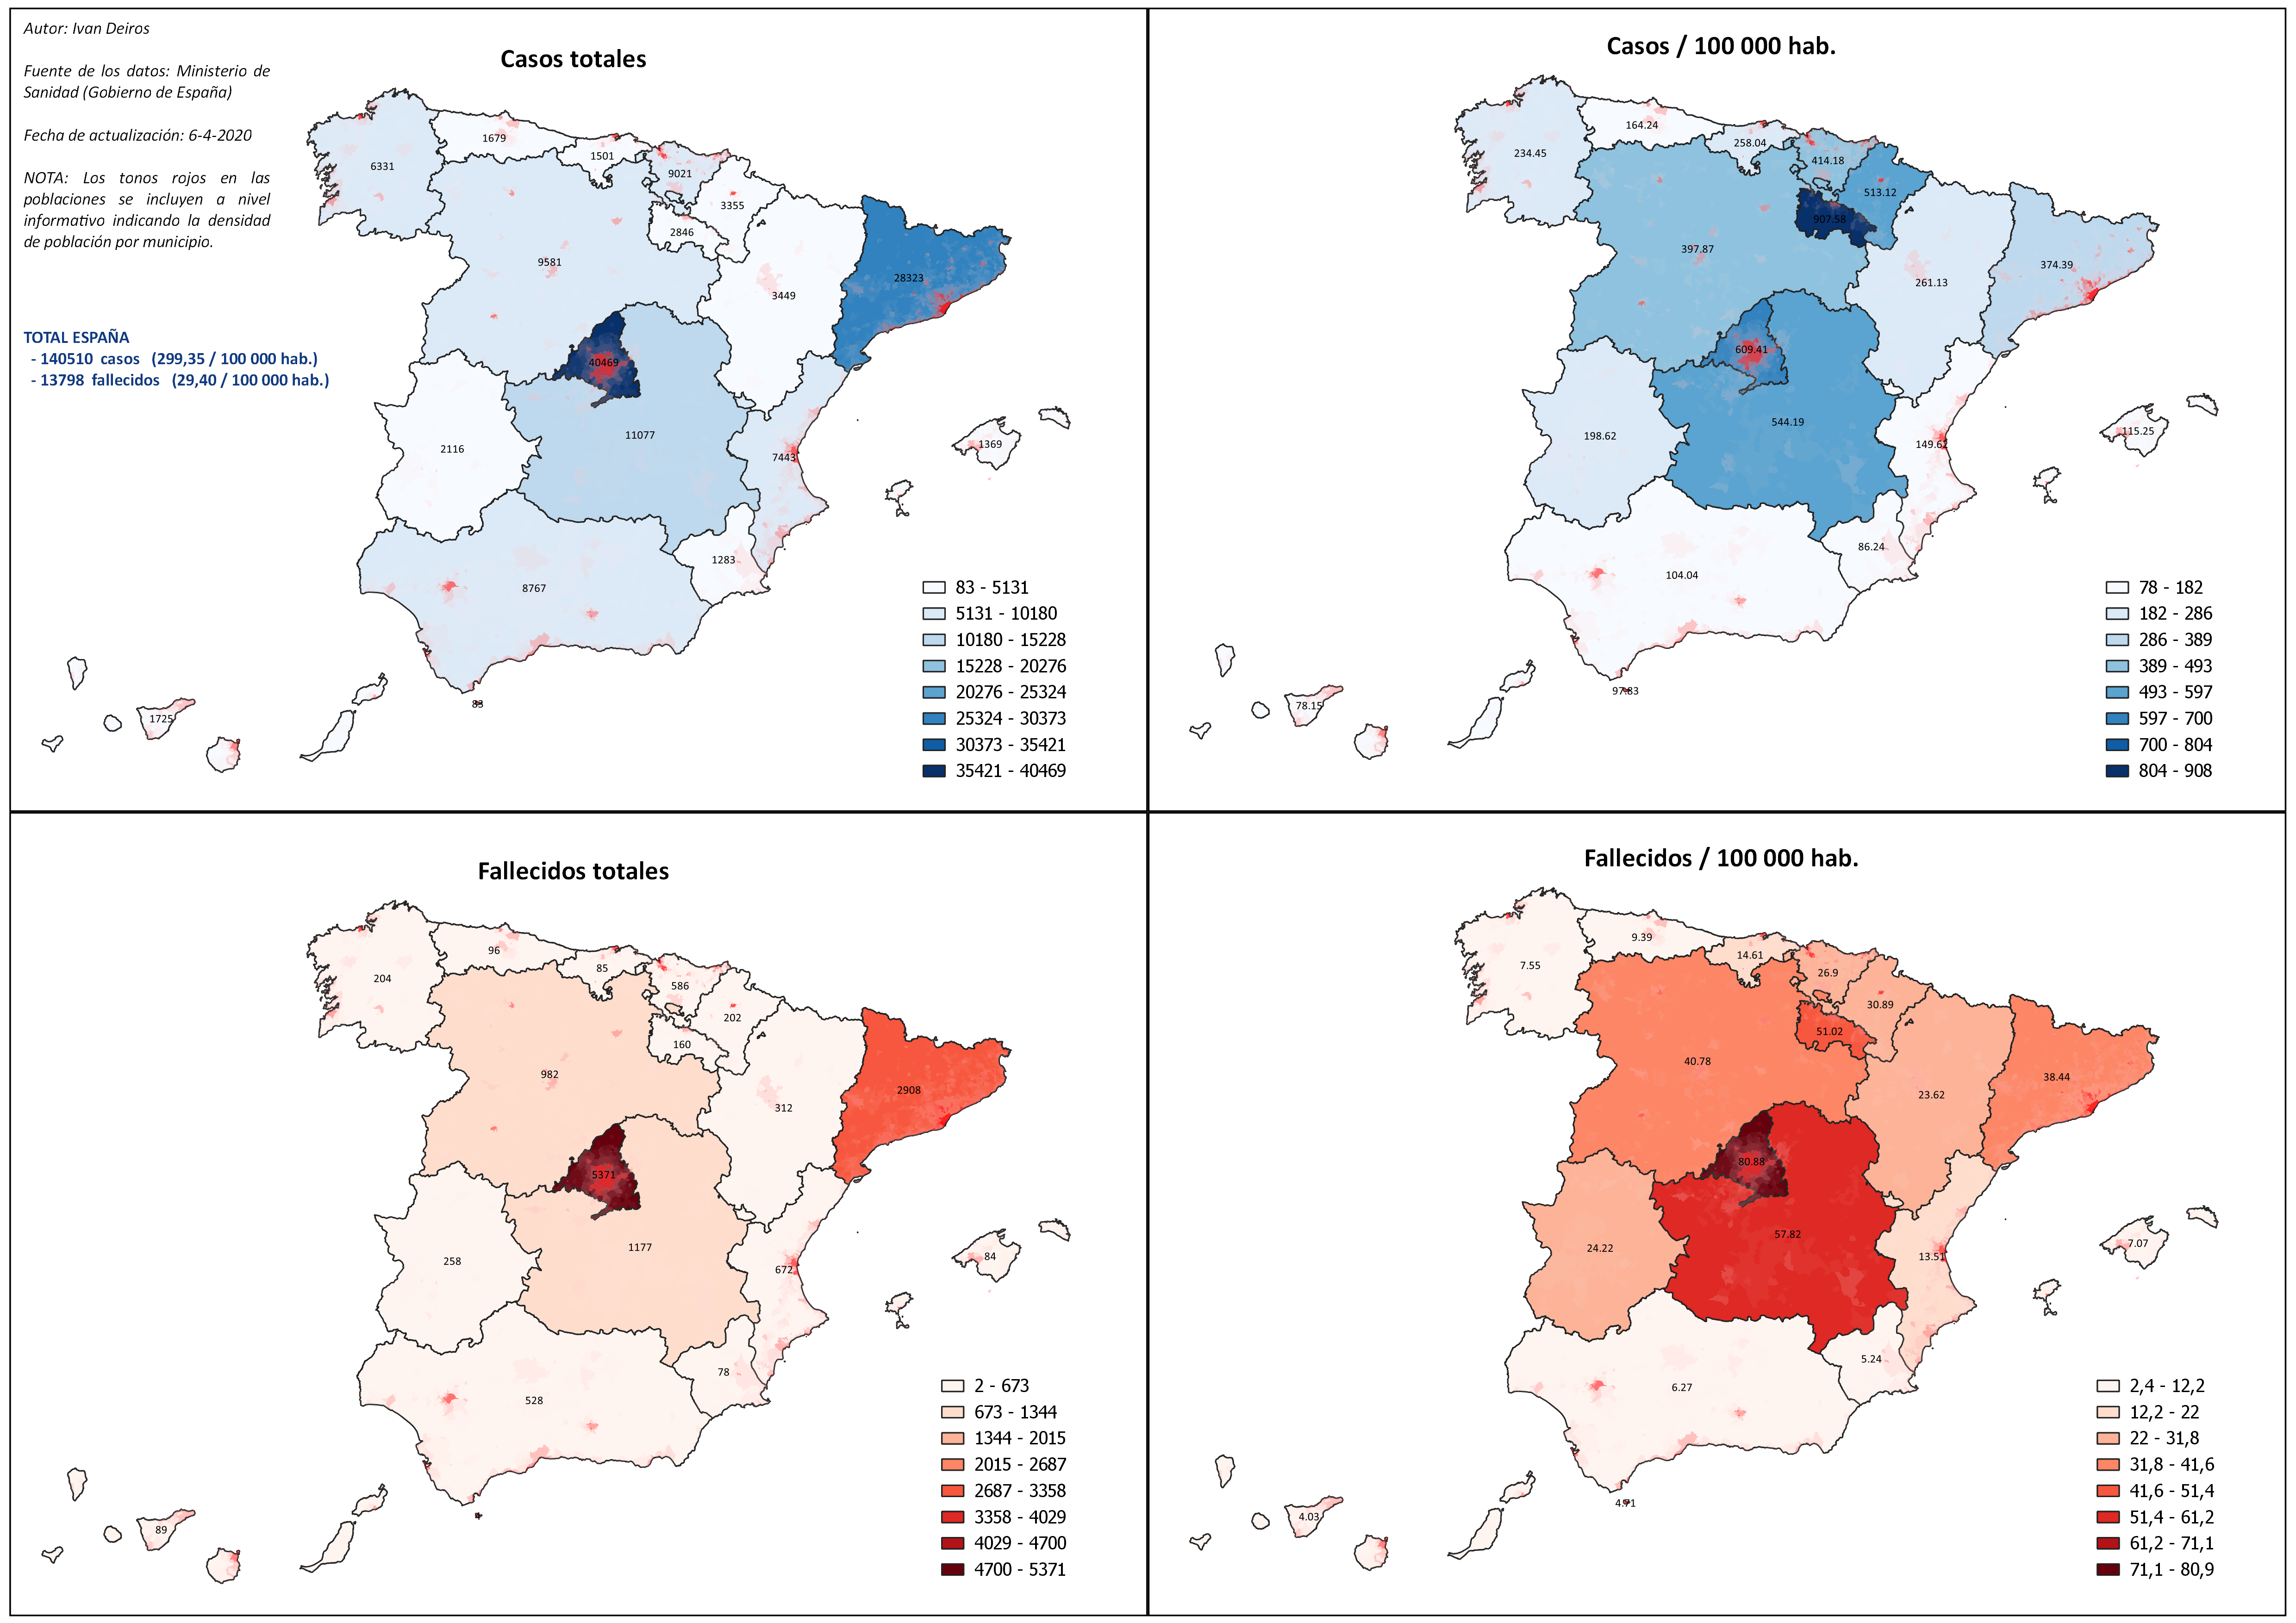 Autor: Ivan Deiros
Fuente de los datos: Ministerio de
Sanidad (Gobierno de España)
Fecha de actualización: 6-4-2020
NOTA: Los tonos rojos en las
poblaciones se incluyen a nivel
informativo indicando la densidad
de población por municipio.
TOTAL ESPAÑA
- 140510 casos (299,35 / 100 000 hab.)
- 13798 fallecidos (29,40 / 100 000 hab.)
Casos totales
6331
1679
1501
9021
3355
2846
9581
3449
28323
40469
11077
2116
7443
1369
1283
8767
83
1725
83 - 5131
5131 - 10180
10180 - 15228
15228 - 20276
20276 - 25324
25324 - 30373
30373 - 35421
35421 - 40469
Casos / 100 000 hab.
234.45
164.24
258.04
414.18
513.12
907.58
397.87
261.13
374.39
609.41
544.19
198.62
149.62
115.25
86.24
104.04
97.83
78.15
78 - 182
182 - 286
286 - 389
389 - 493
493 - 597
597 - 700
700 - 804
804 - 908
Fallecidos totales
204
96
85
586
202
160
982
312
2908
5371
1177
258
672
84
78
528
89
2 - 673
673 - 1344
1344 - 2015
2015 - 2687
2687 - 3358
3358 - 4029
4029 - 4700
4700 - 5371
Fallecidos / 100 000 hab.
7.55
9.39
14.61
26.9
30.89
51.02
40.78
23.62
38.44
80.88
57.82
24.22
13.51
7.07
5.24
6.27
4.71
4.03
2,4 - 12,2
12,2 - 22
22 - 31,8
31,8 - 41,6
41,6 - 51,4
51,4 - 61,2
61,2 - 71,1
71,1 - 80,9